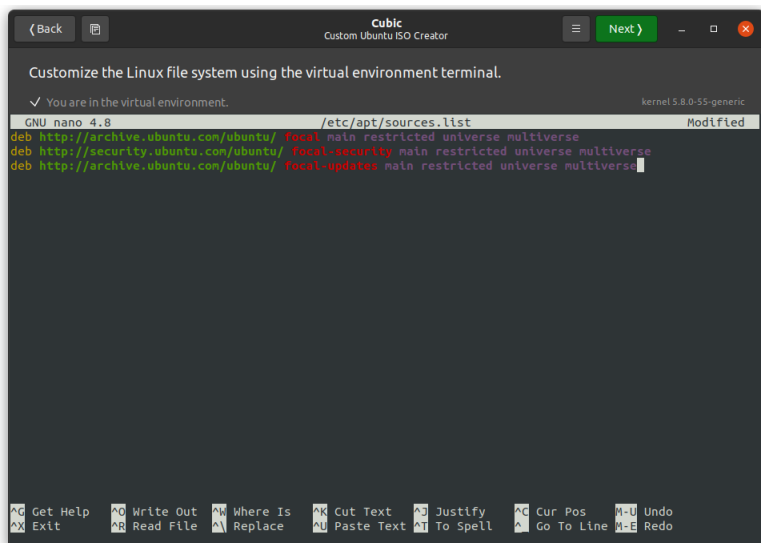 ❬Back
Cubic
Custom Ubuntu ISO Creator
Next❭
Customize the Linux file system using the virtual environment terminal.
✓ You are in the virtual environment.
kernel 5.8.0-55-generic
GNU nano 4.8 /etc/apt/sources.list Modified
deb http://archive.ubuntu.com/ubuntu/ focal main restricted universe multiverse
deb http://security.ubuntu.com/ubuntu/ focal-security main restricted universe multiverse
deb http://archive.ubuntu.com/ubuntu/ focal-updates main restricted universe multiverse
^G Get Help ^O Write Out ^W Where Is ^K Cut Text ^J Justify ^C Cur Pos M-U Undo
^X Exit ^R Read File ^\ Replace ^U Paste Text ^T To Spell ^_ Go To Line M-E Redo